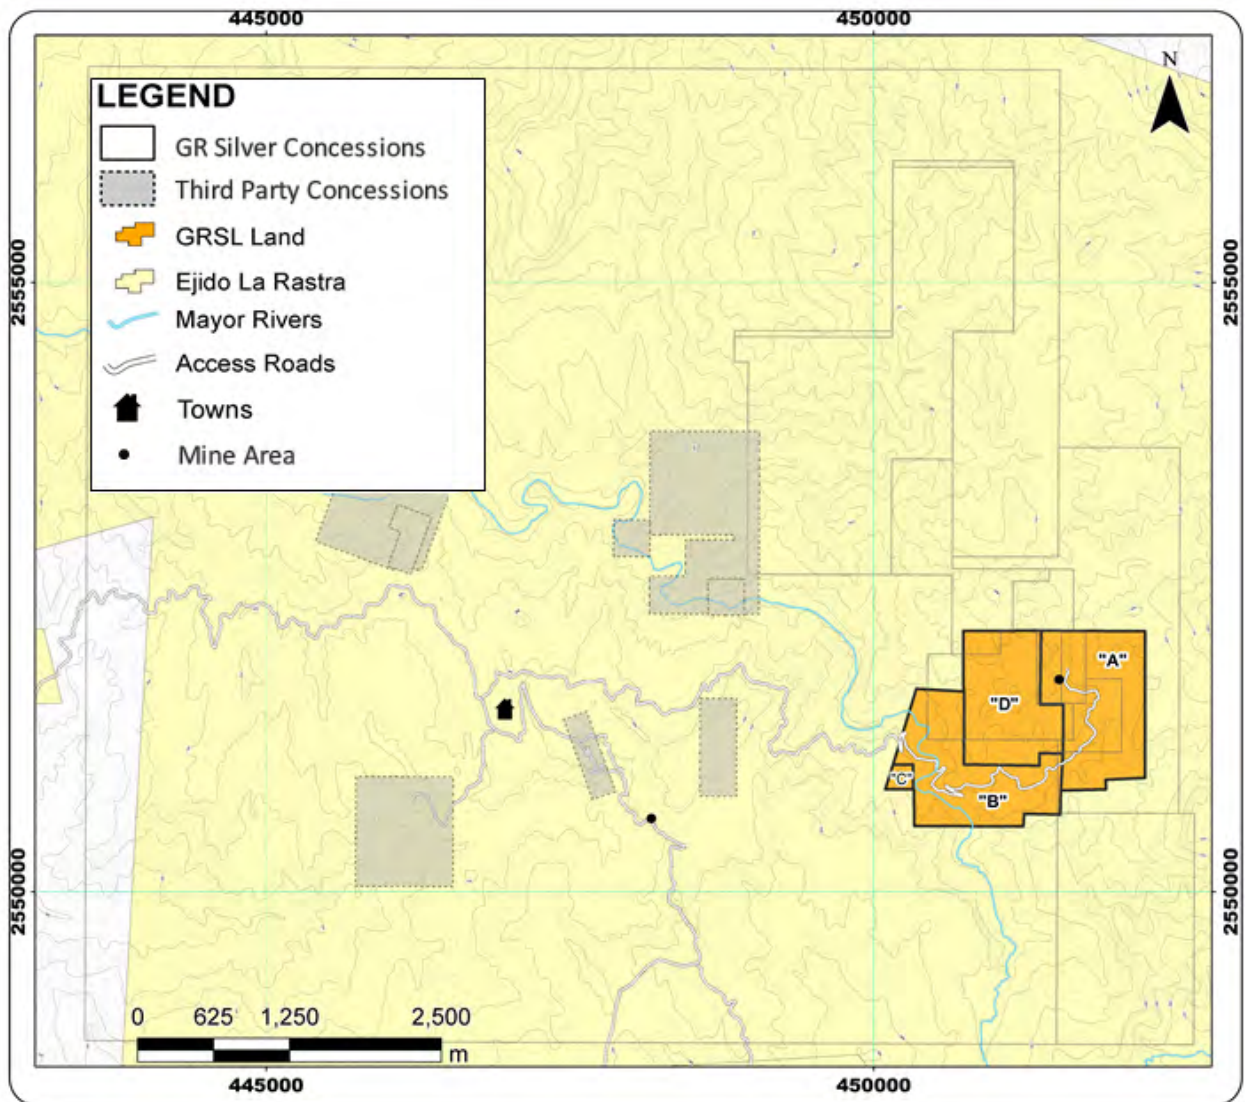 445000 450000
N
LEGEND
GR Silver Concessions
Third Party Concessions
GRSL Land
Ejido La Rastra
Mayor Rivers
Access Roads
Towns
Mine Area
2555000 2555000
"A"
"D"
"C"
"B"
2550000 2550000
0 625 1,250 2,500
m
445000 450000